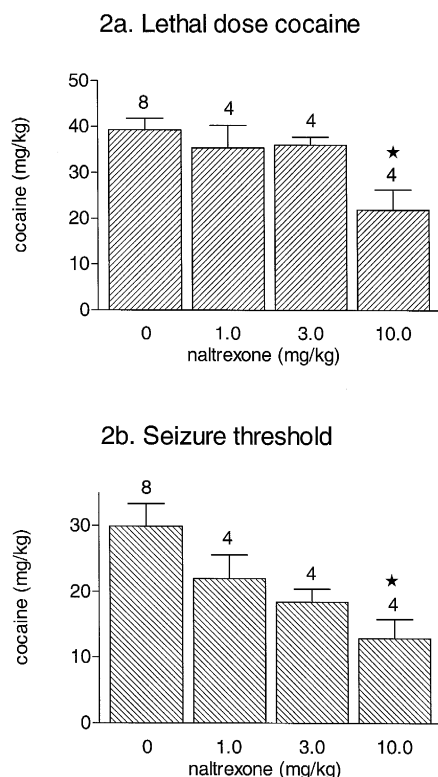 2a. Lethal dose cocaine
cocaine (mg/kg)
50
40
30
20
10
0
8
4
4
★
4
0 1.0 3.0 10.0
naltrexone (mg/kg)
2b. Seizure threshold
cocaine (mg/kg)
30
20
10
0
8
4
4
★
4
0 1.0 3.0 10.0
naltrexone (mg/kg)